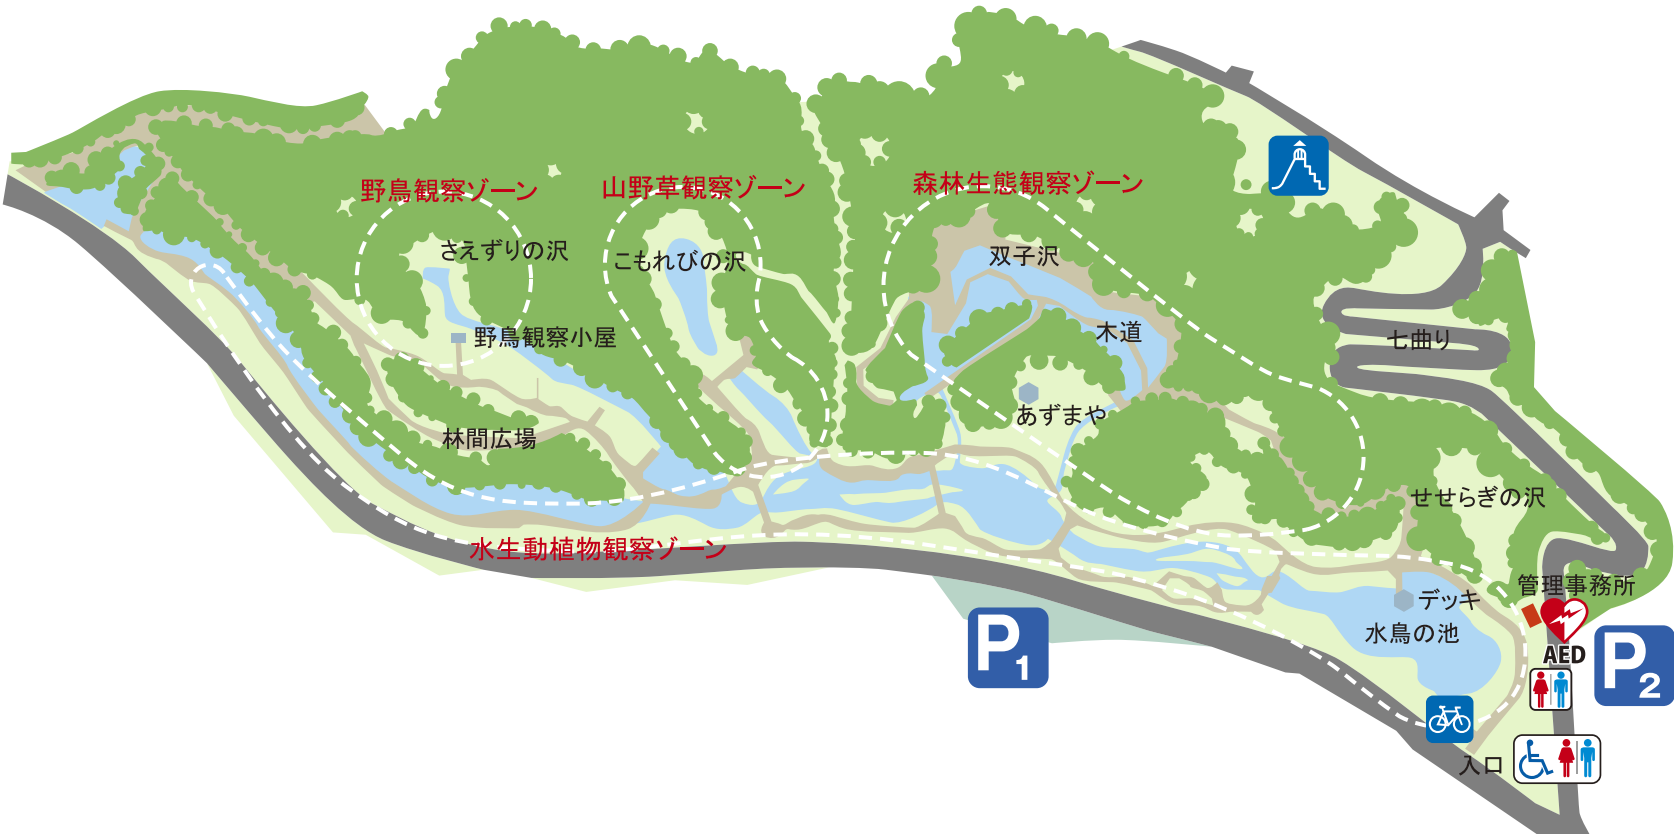 野鳥観察ゾーン
山野草観察ゾーン
森林生態観察ゾーン
さえずりの沢
こもれびの沢
双子沢
野鳥観察小屋
木道
七曲り
あずまや
林間広場
せせらぎの沢
水生動植物観察ゾーン
管理事務所
デッキ
水鳥の池
AED
P1
P2
入口